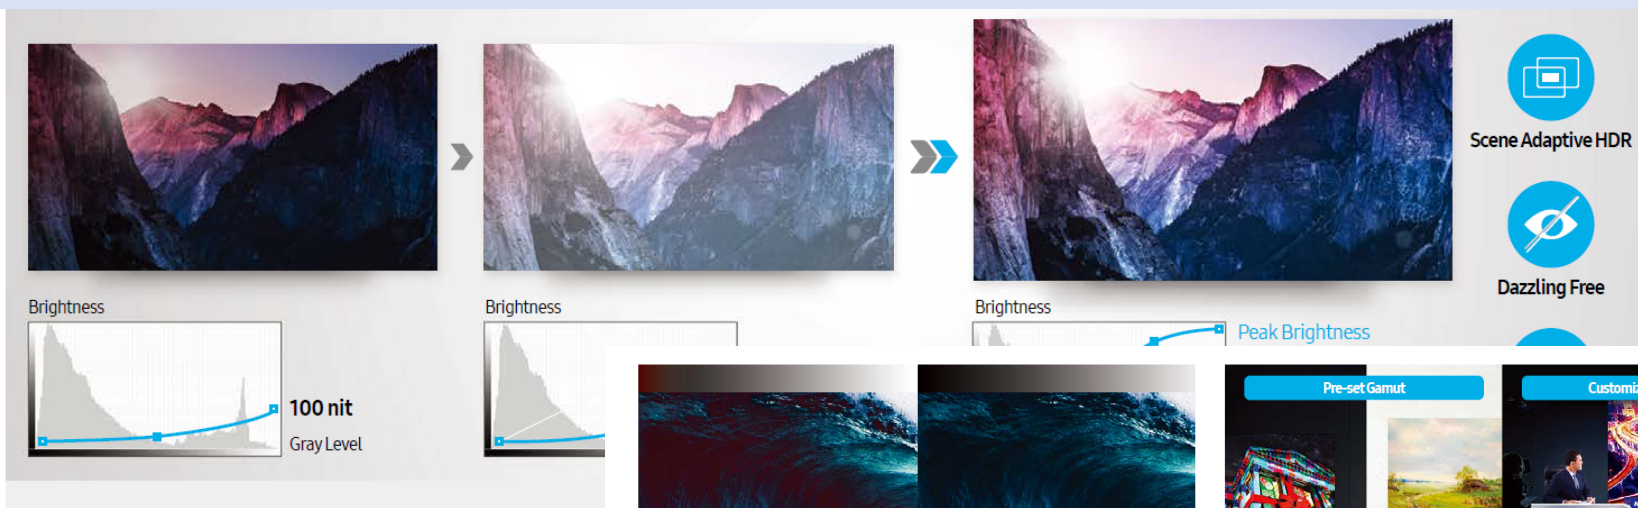 Scene Adaptive HDR
Dazzling Free
Brightness
Brightness
Brightness
Peak Brightness
100 nit
Gray Level
Pre-set Gamut